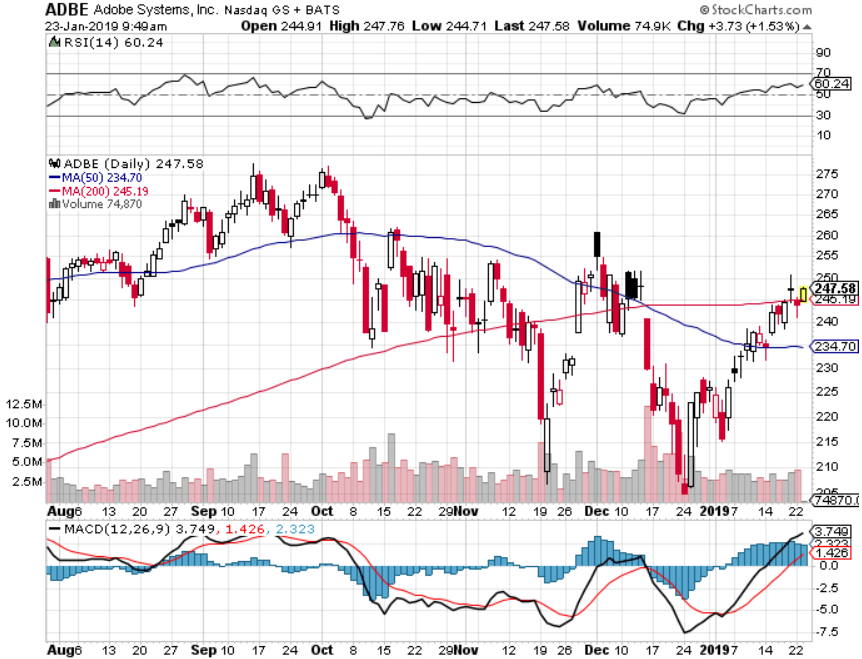 ADBE Adobe Systems, Inc. Nasdaq GS + BATS © StockCharts.com
23-Jan-2019 9:49am Open 244.91 High 247.76 Low 244.71 Last 247.58 Volume 74.9K Chg +3.73 (+1.53%)
RSI(14) 60.24
90
70
60.24
50
30
10
ADBE (Daily) 247.58
MA(50) 234.70
MA(200) 245.19
Volume 74,870
275
270
265
260
255
250
247.58
245.19
240
234.70
230
225
220
215
210
205
74870.0
12.5M
10.0M
7.5M
5.0M
2.5M
Aug 6 13 20 27 Sep 10 17 24 Oct 8 15 22 29 Nov 12 19 26 Dec 10 17 24 2019 7 14 22
MACD(12,26,9) 3.749, 1.426, 2.323
3.749
2.323
1.426
0.0
-2.5
-5.0
-7.5
Aug 6 13 20 27 Sep 10 17 24 Oct 8 15 22 29 Nov 12 19 26 Dec 10 17 24 2019 7 14 22